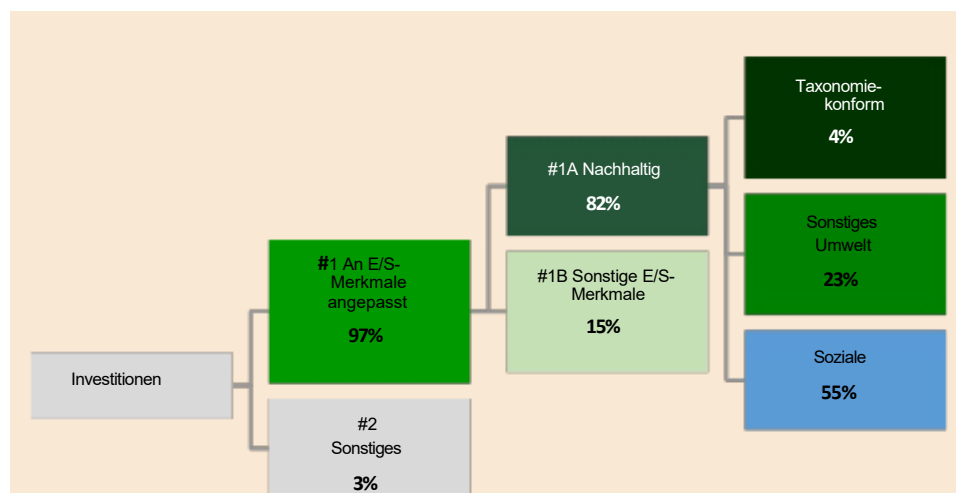 Investitionen
#1 An E/S-
Merkmale
angepasst
97%
#2
Sonstiges
3%
#1A Nachhaltig
82%
#1B Sonstige E/S-
Merkmale
15%
Taxonomie-
konform
4%
Sonstiges
Umwelt
23%
Soziale
55%